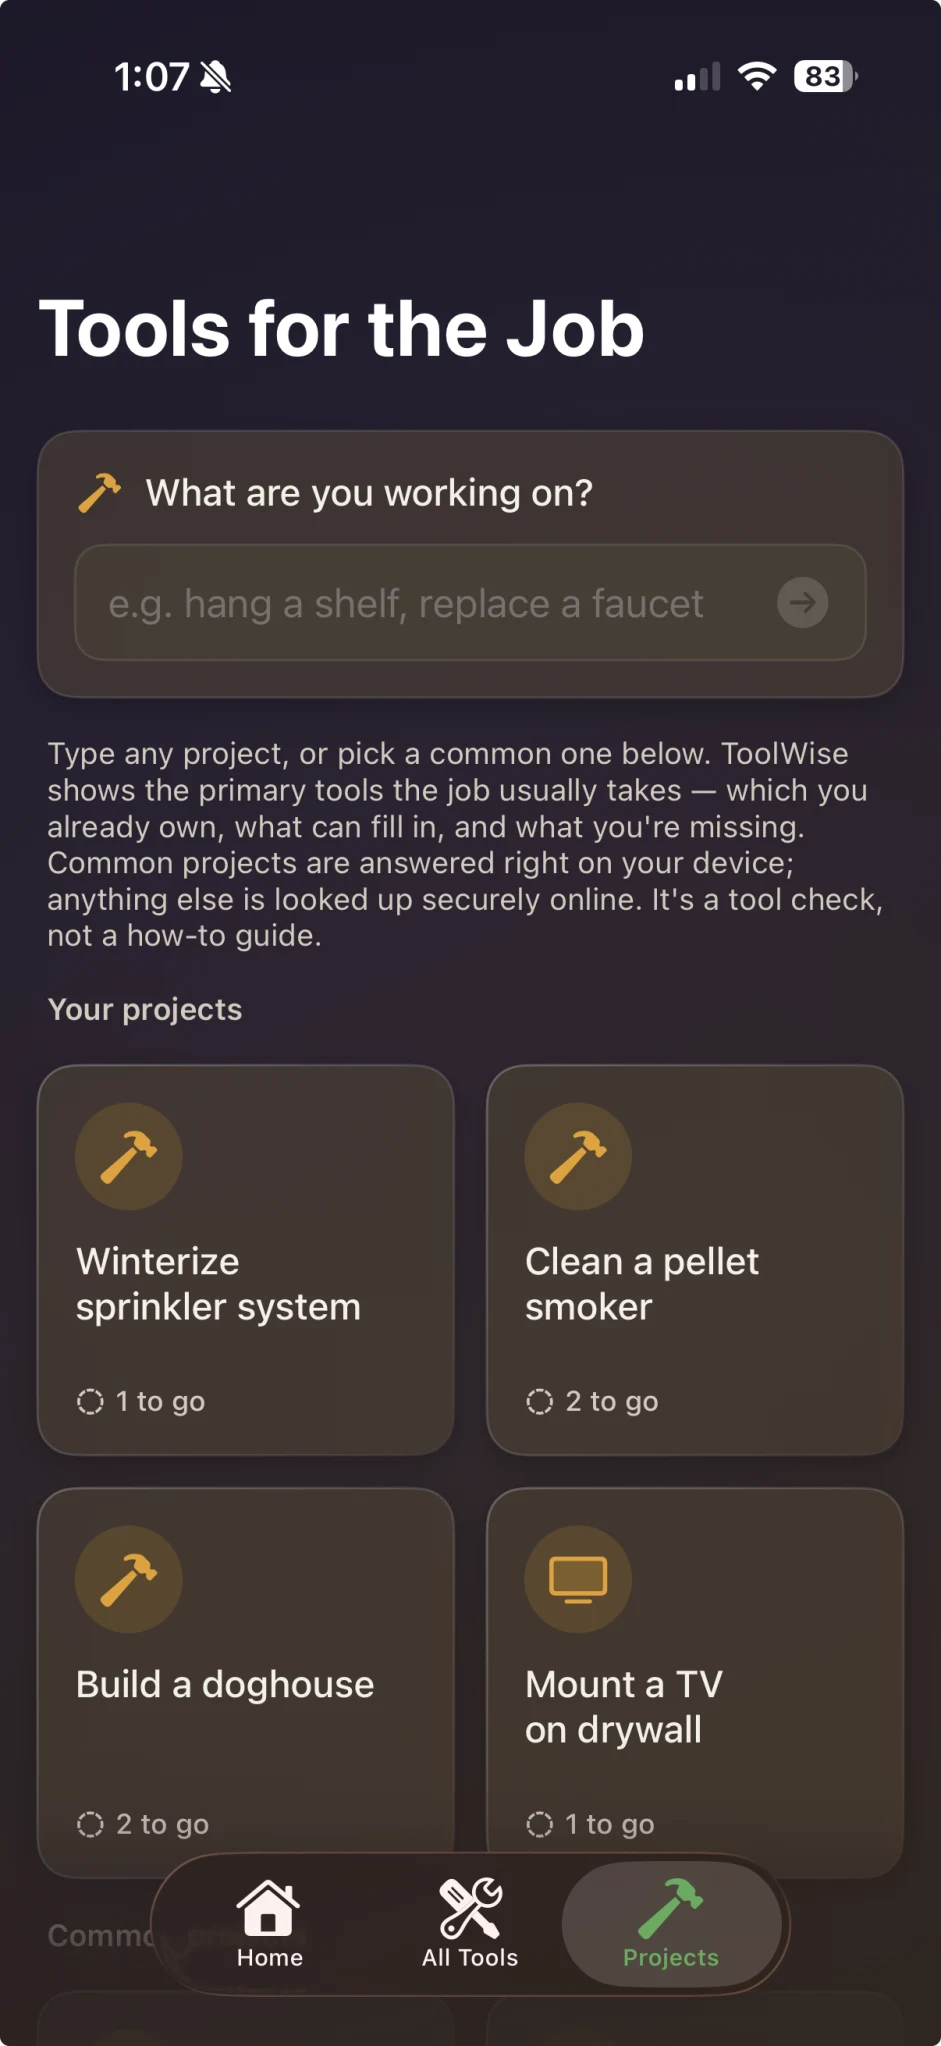 1:07
83
Tools for the Job
What are you working on?
e.g. hang a shelf, replace a faucet
Type any project, or pick a common one below. ToolWise
shows the primary tools the job usually takes — which you
already own, what can fill in, and what you're missing.
Common projects are answered right on your device;
anything else is looked up securely online. It's a tool check,
not a how-to guide.
Your projects
Winterize
sprinkler system
1 to go
Clean a pellet
smoker
2 to go
Build a doghouse
2 to go
Mount a TV
on drywall
1 to go
Home
All Tools
Projects